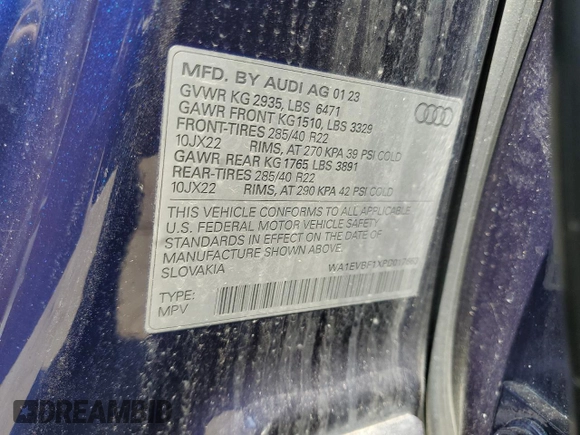 MFD. BY AUDI AG 01 23
GVWR KG 2935, LBS 6471
GAWR FRONT KG1510, LBS 3329
FRONT-TIRES 285/40 R22
10JX22 RIMS, AT 270 KPA 39 PSI COLD
GAWR REAR KG 1765 LBS 3891
REAR-TIRES 285/40 R22
10JX22 RIMS, AT 290 KPA 42 PSI COLD
THIS VEHICLE CONFORMS TO ALL APPLICABLE
U.S. FEDERAL MOTOR VEHICLE SAFETY
STANDARDS IN EFFECT ON THE DATE OF
MANUFACTURE SHOWN ABOVE.
SLOVAKIA
TYPE:
MPV
DREAMBID